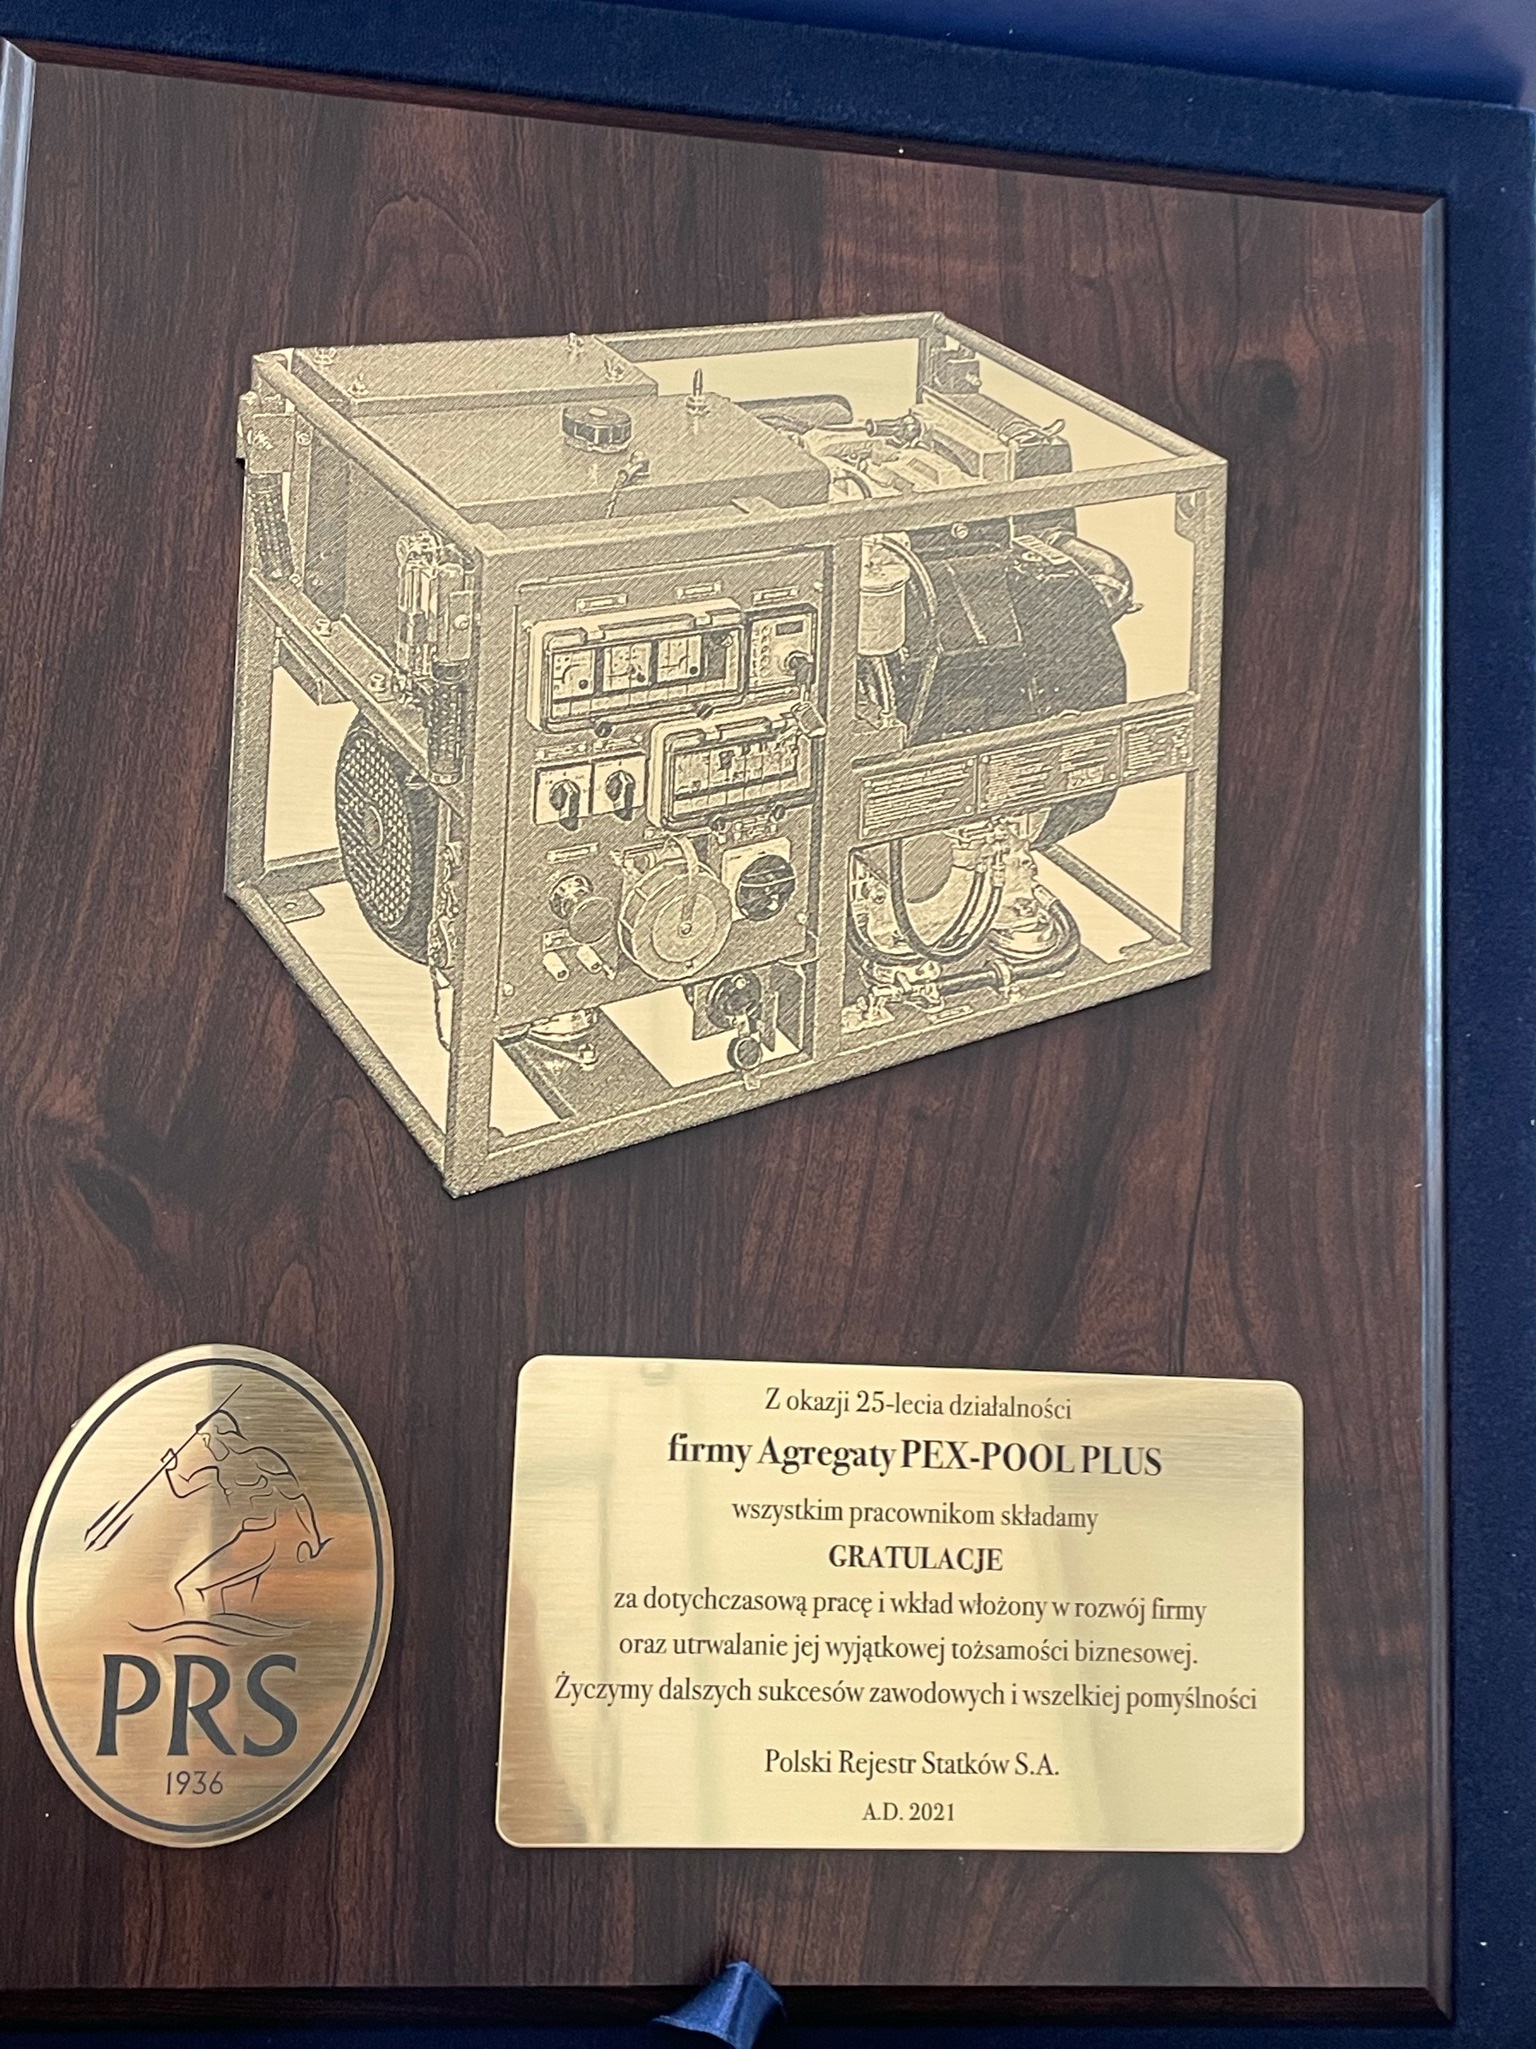 Z okazji 25-lecia działalności
firmy Agregaty PEX-POOL PLUS
wszystkim pracownikom składamy
GRATULACJE
za dotychczasową pracę i wkład włożony w rozwój firmy
oraz utrwalanie jej wyjątkowej tożsamości biznesowej.
Życzymy dalszych sukcesów zawodowych i wszelkiej pomyślności
Polski Rejestr Statków S.A.
A.D. 2021
PRS
1936